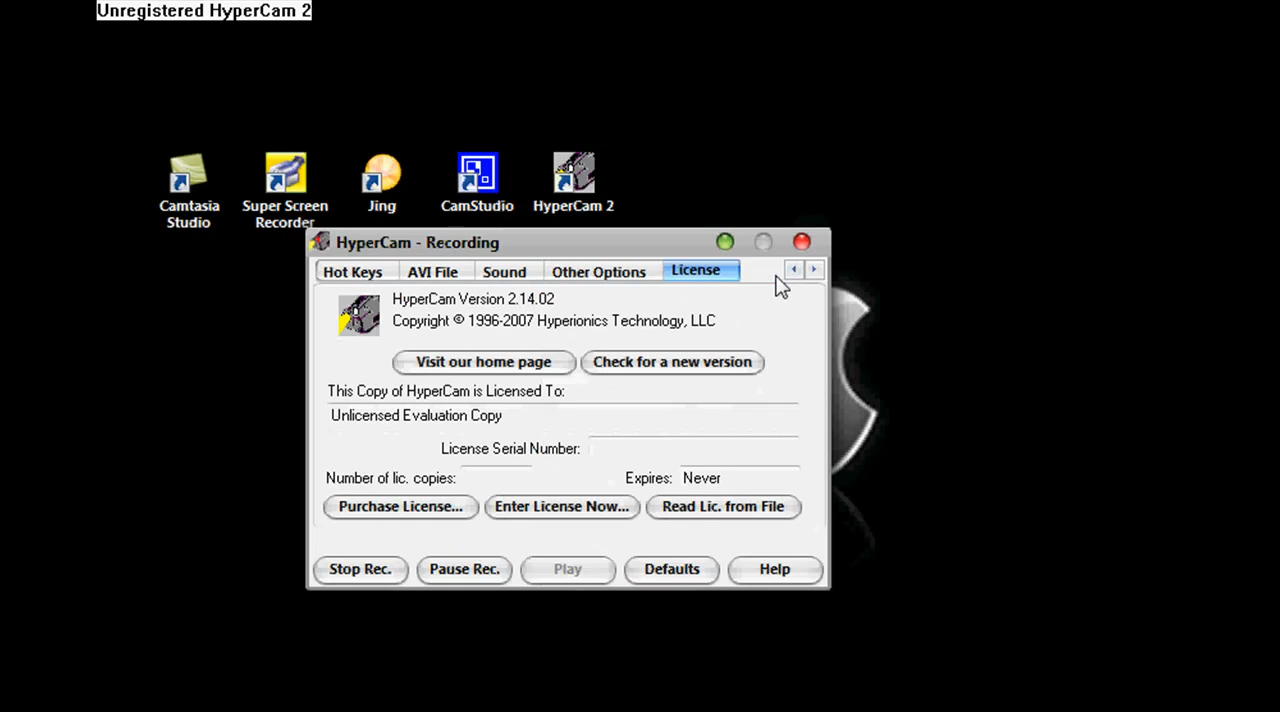 Unregistered HyperCam 2
Camtasia
Studio
Super Screen
Recorder
Jing
CamStudio
HyperCam 2
HyperCam - Recording
Hot Keys
AVI File
Sound
Other Options
License
HyperCam Version 2.14.02
Copyright © 1996-2007 Hyperionics Technology, LLC
Visit our home page
Check for a new version
This Copy of HyperCam is Licensed To:
Unlicensed Evaluation Copy
License Serial Number:
Number of lic. copies:
Expires: Never
Purchase License...
Enter License Now...
Read Lic. from File
Stop Rec.
Pause Rec.
Play
Defaults
Help